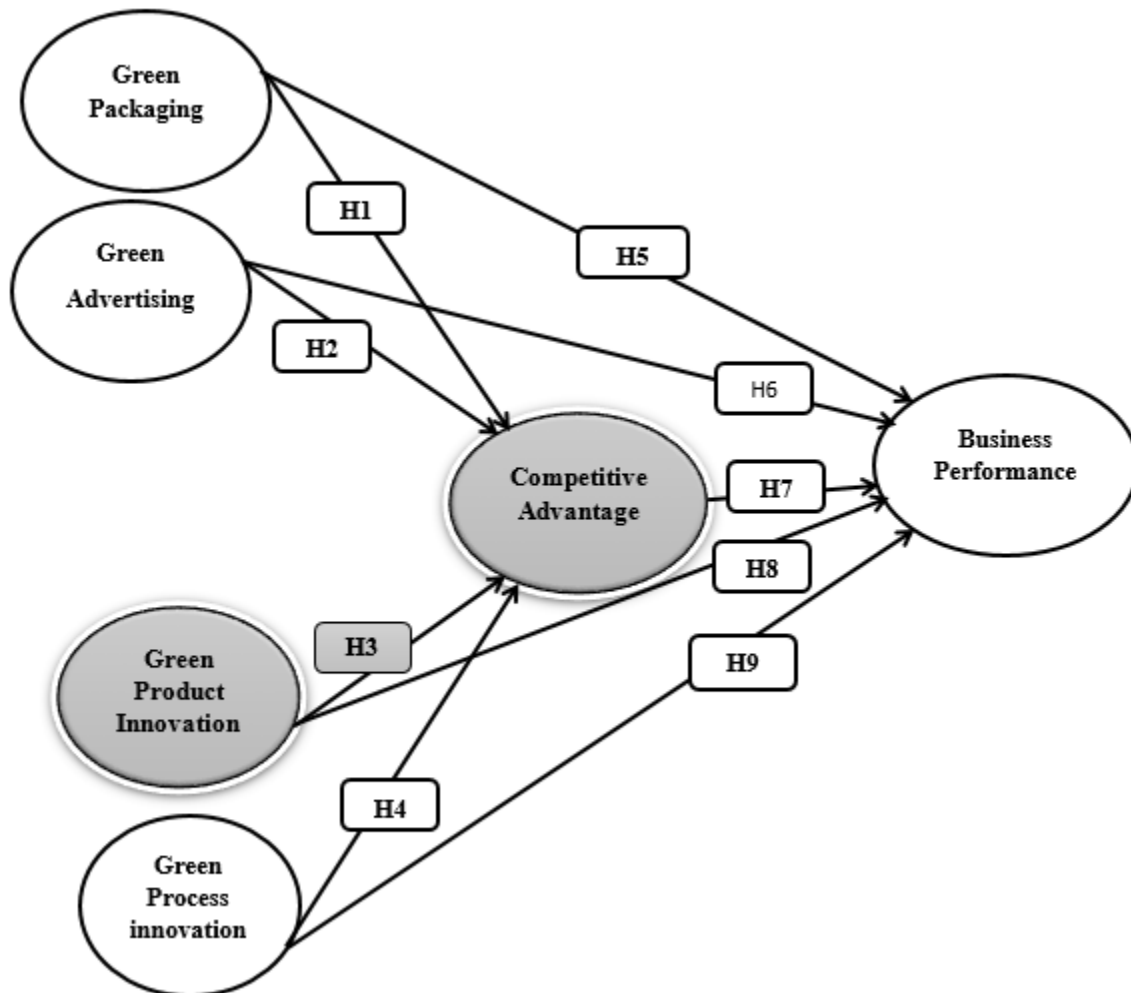 Green
Packaging
H1
Green
Advertising
H5
H2
H6
Business
Performance
Competitive
Advantage
H7
H8
H3
Green
Product
Innovation
H9
H4
Green
Process
innovation